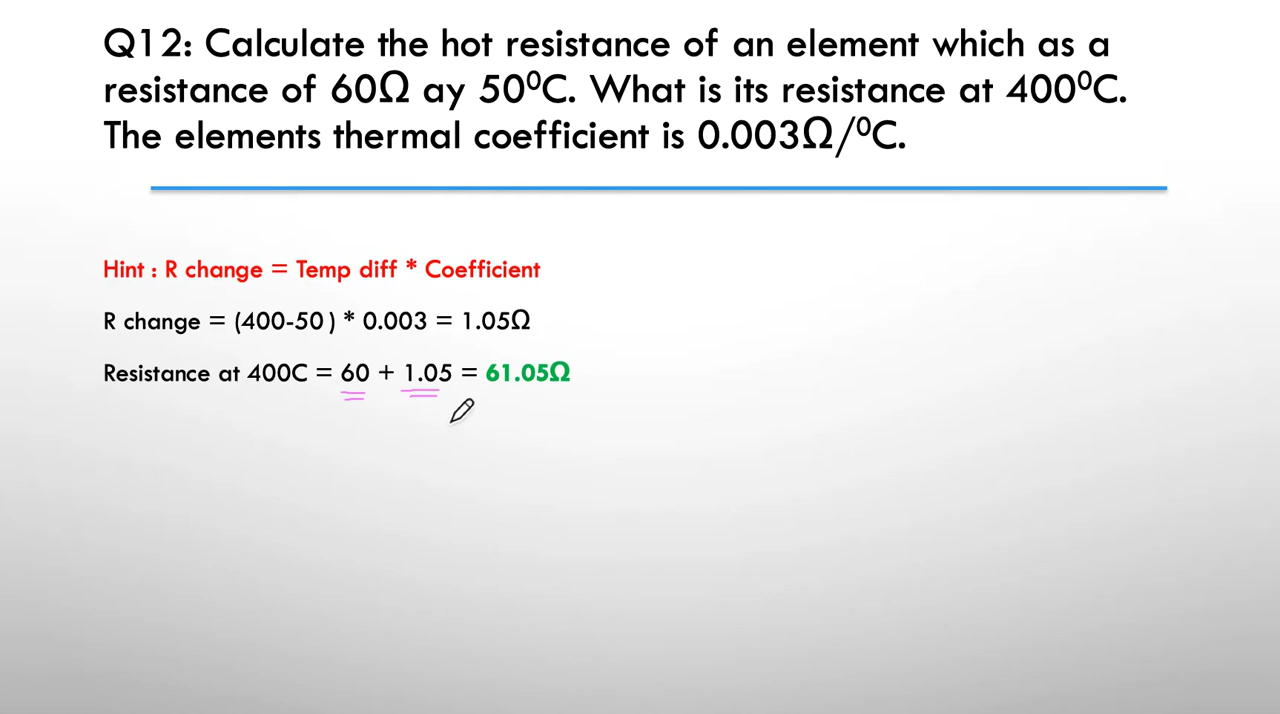 Q12: Calculate the hot resistance of an element which as a
resistance of 60Ω ay 50⁰C. What is its resistance at 400⁰C.
The elements thermal coefficient is 0.003Ω/⁰C.
Hint : R change = Temp diff * Coefficient
R change = (400-50 ) * 0.003 = 1.05Ω
Resistance at 400C = 60 + 1.05 = 61.05Ω